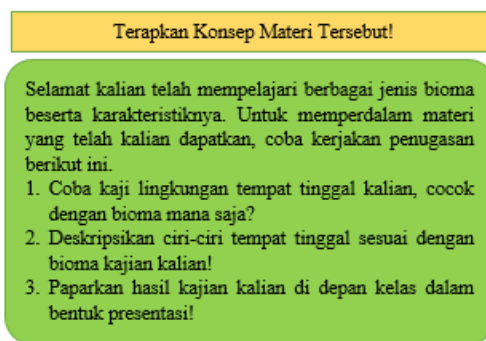 Terapkan Konsep Materi Tersebut!
Selamat kalian telah mempelajari berbagai jenis bioma
beserta karakteristiknya. Untuk memperdalam materi
yang telah kalian dapatkan, coba kerjakan penugasan
berikut ini.
1. Coba kaji lingkungan tempat tinggal kalian, cocok
dengan bioma mana saja?
2. Deskripsikan ciri-ciri tempat tinggal sesuai dengan
bioma kajian kalian!
3. Paparkan hasil kajian kalian di depan kelas dalam
bentuk presentasi!